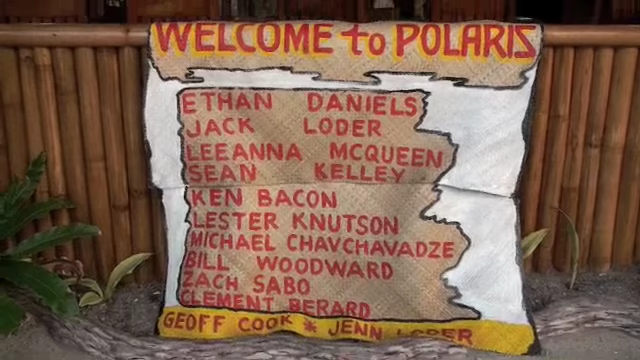 WELCOME to POLARIS
ETHAN DANIELS
JACK LODER
LEEANNA MCQUEEN
SEAN KELLEY
KEN BACON
LESTER KNUTSON
MICHAEL CHAVCHAVADZE
BILL WOODWARD
ZACH SABO
CLEMENT BERARD
GEOFF COOK * JENN LODER